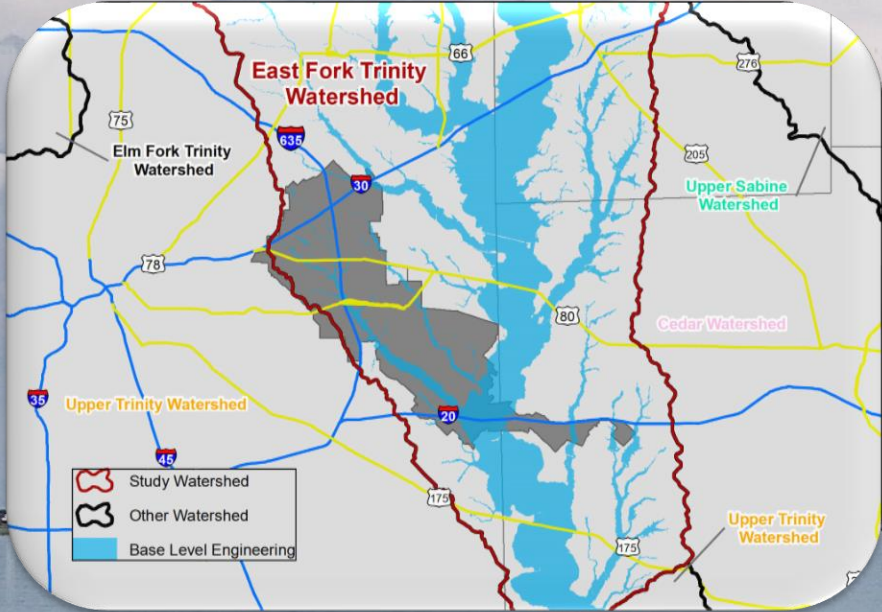 66
276
East Fork Trinity
Watershed
75
635
Elm Fork Trinity
Watershed
205
30
Upper Sabine
Watershed
78
80
Cedar Watershed
35
Upper Trinity Watershed
20
45
Study Watershed
175
Other Watershed
Upper Trinity
Watershed
Base Level Engineering
175